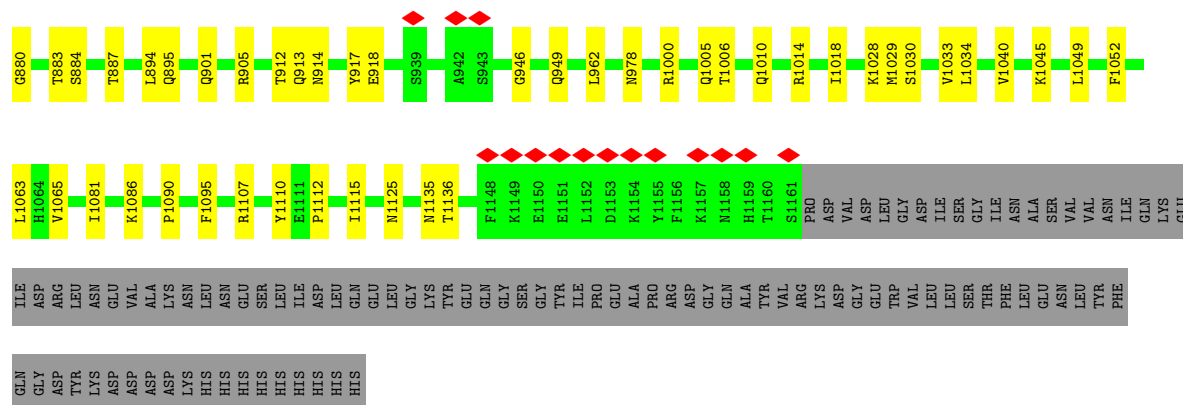 G880 T883 S884 T887 L894 Q895 Q901 R905 T912 Q913 N914 Y917 E918 S939 A942 S943 G946 Q949 L962 N978 R1000 Q1005 T1006 Q1010 R1014 I1018 K1028 M1029 S1030 V1033 L1034 V1040 K1045 L1049 F1052
L1063 H1064 V1065 I1081 K1086 P1090 F1095 R1107 Y1110 E1111 P1112 I1115 N1125 N1135 T1136 F1148 K1149 E1150 E1151 L1152 D1153 K1154 Y1155 F1156 K1157 N1158 H1159 T1160 S1161 PRO ASP VAL ASP LEU GLY ASP ILE SER GLY ILE ASN ALA SER VAL VAL ASN ILE GLN LYS GLU
ILE ASP ARG LEU ASN GLU VAL ALA LYS ASN LEU ASN GLU SER LEU ILE ASP LEU GLN GLU LEU GLY LYS TYR GLU GLN GLY SER GLY TYR ILE PRO GLU ALA PRO ARG ASP GLY GLN ALA TYR VAL ARG LYS ASP GLY GLU TRP VAL LEU LEU SER THR PHE LEU GLU ASN LEU TYR PHE
GLN GLY ASP TYR LYS ASP ASP ASP ASP LYS HIS HIS HIS HIS HIS HIS HIS HIS HIS HIS